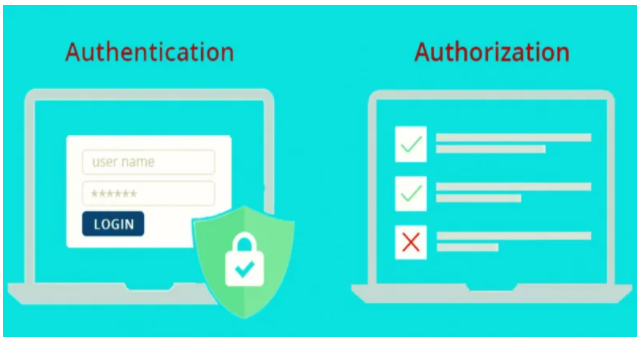 Authentication
Authorization
user name
******
LOGIN